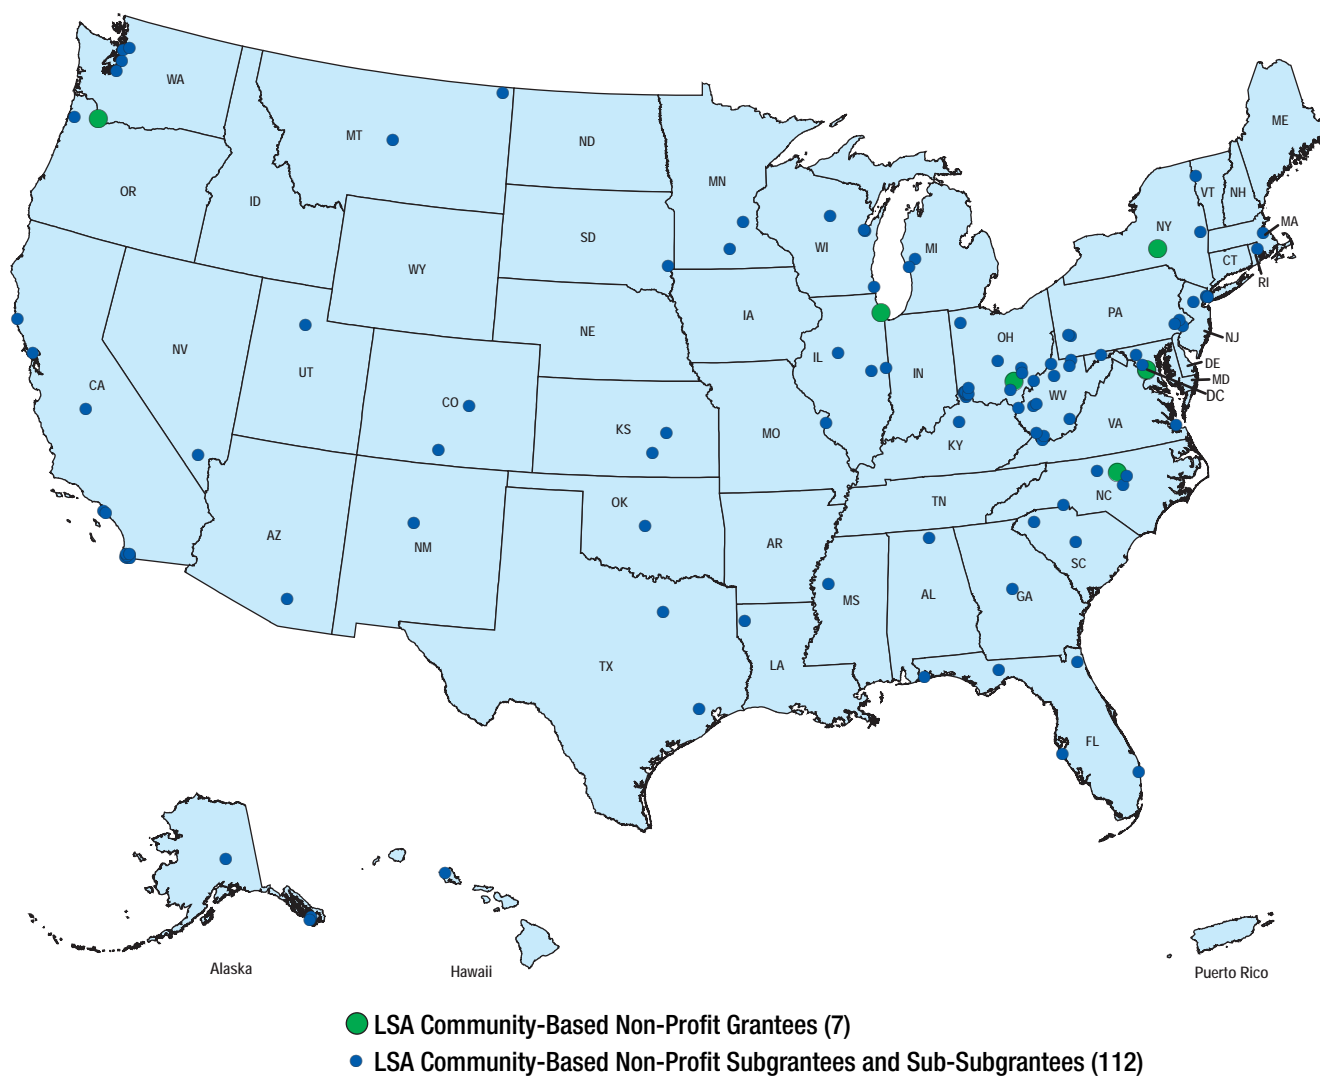 WA
MT
ND
MN
ME
OR
ID
SD
WI
MI
VT
NH
NY
MA
WY
CT
RI
IA
NE
PA
NV
UT
IL
IN
OH
NJ
DE
MD
DC
CA
CO
KS
MO
WV
VA
KY
AZ
NM
OK
TN
NC
AR
SC
MS
AL
GA
TX
LA
FL
Alaska
Hawaii
Puerto Rico
LSA Community-Based Non-Profit Grantees (7)
LSA Community-Based Non-Profit Subgrantees and Sub-Subgrantees (112)